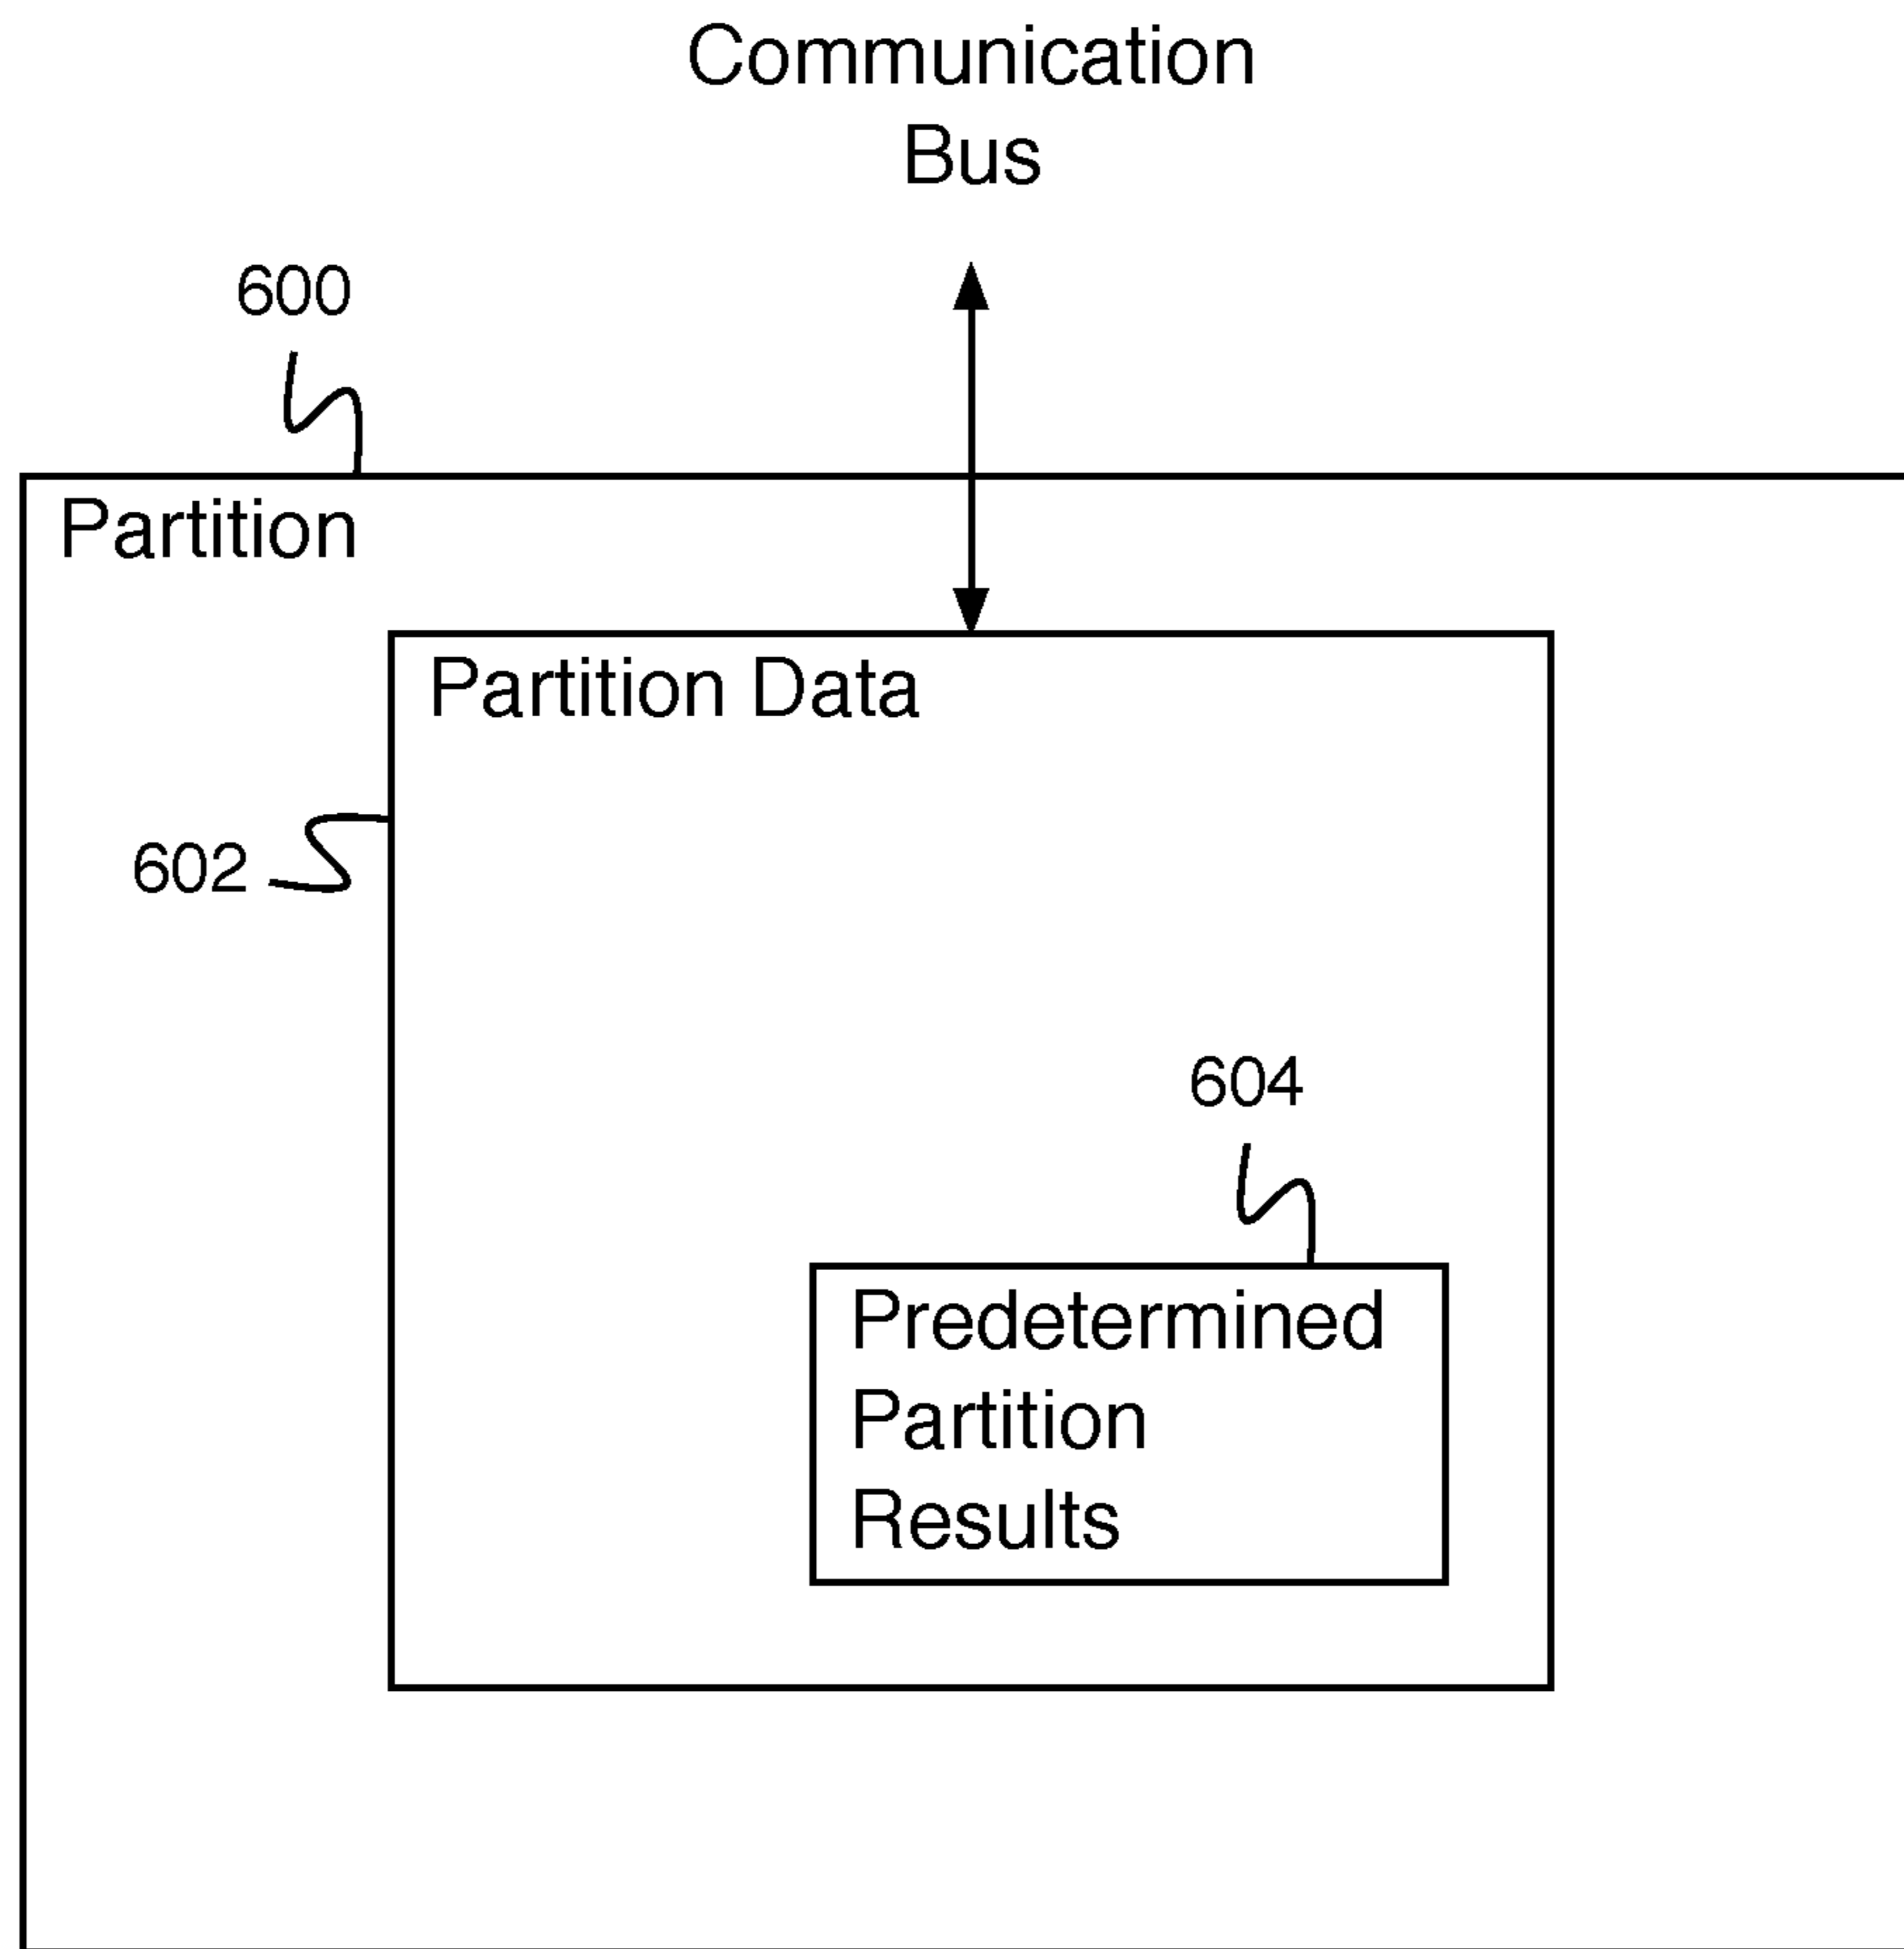 Communication
Bus
600
Partition
Partition Data
602
604
Predetermined
Partition
Results